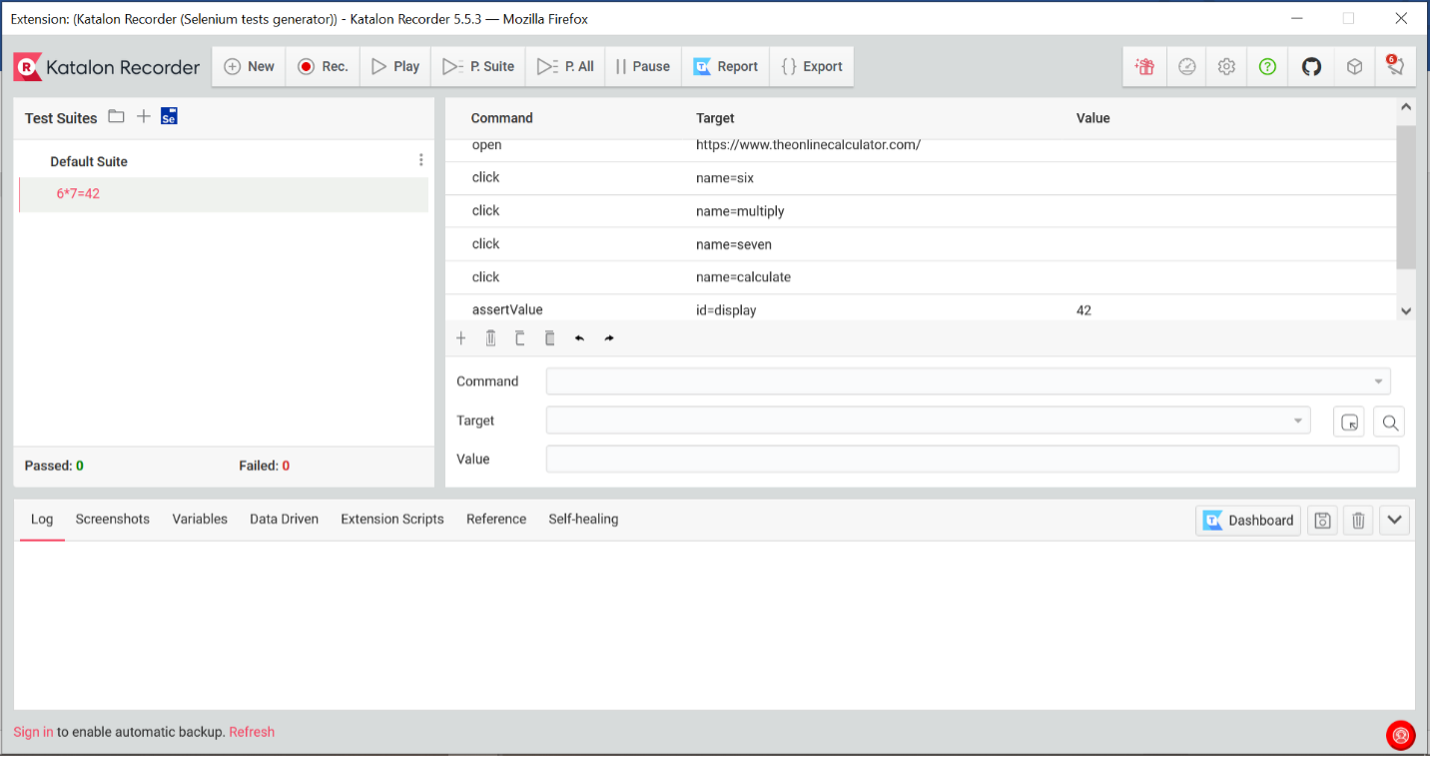 Extension: (Katalon Recorder (Selenium tests generator)) - Katalon Recorder 5.5.3 — Mozilla Firefox
R Katalon Recorder New Rec. Play P. Suite P. All Pause Report { } Export ? 6
Test Suites Se
Default Suite
6*7=42
Passed: 0 Failed: 0
Command Target Value
open https://www.theonlinecalculator.com/
click name=six
click name=multiply
click name=seven
click name=calculate
assertValue id=display 42
Command
Target
Value
Log Screenshots Variables Data Driven Extension Scripts Reference Self-healing Dashboard
Sign in to enable automatic backup. Refresh